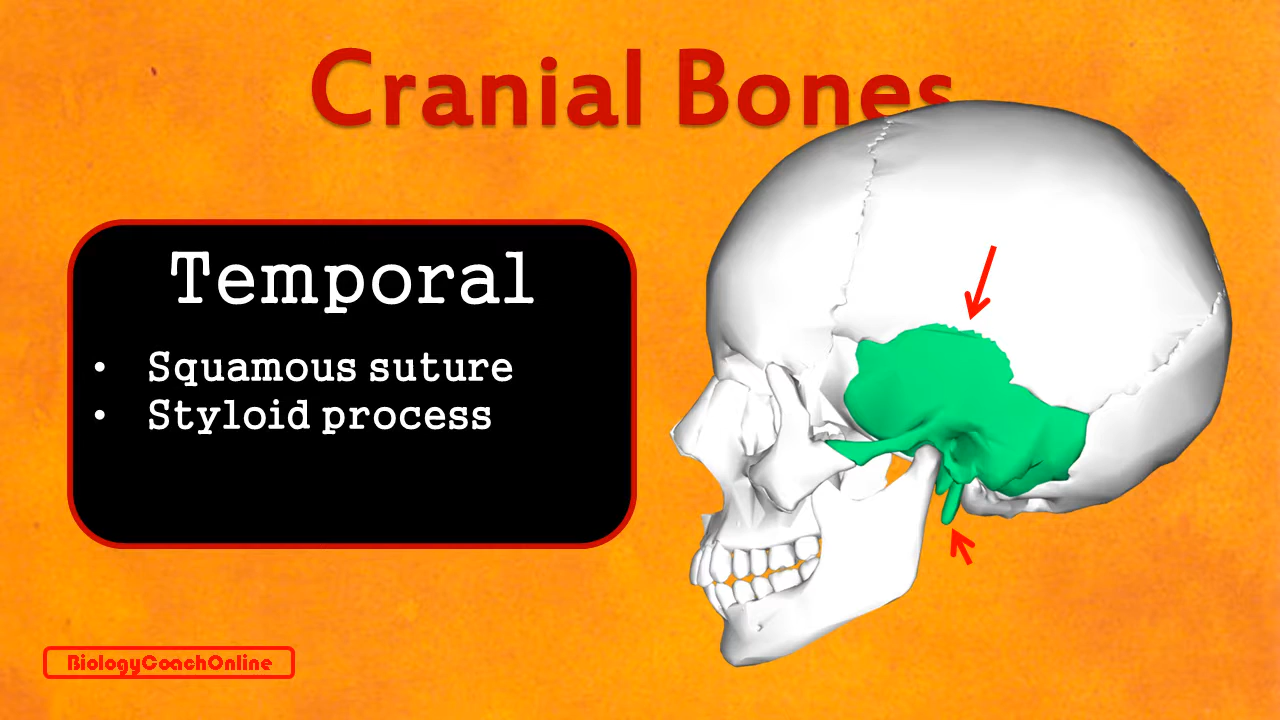 Cranial Bones
Temporal
• Squamous suture
• Styloid process
BiologyCoachOnline